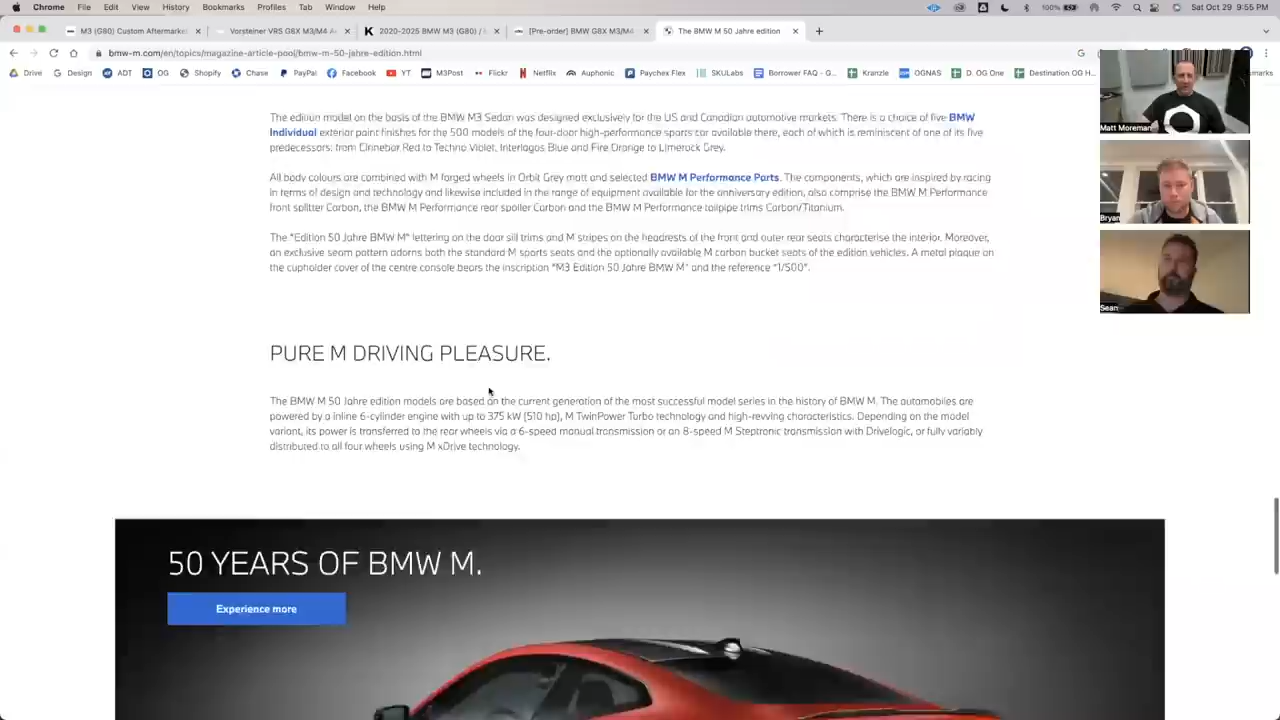 Chrome File Edit View History Bookmarks Profiles Tab Window Help 100% Sat Oct 29 9:55 PM
M3 (G80) Custom Aftermarket Vorsteiner VRS G8X M3/M4 A 2020-2025 BMW M3 (G80) / [Pre-order] BMW G8X M3/M4 The BMW M 50 Jahre edition
bmw-m.com/en/topics/magazine-article-pool/bmw-m-50-jahre-edition.html
Drive Design ADT OG Shopify Chase PayPal Facebook YT M3Post Flickr Netflix Auphonic Paychex Flex SKULabs Borrower FAQ - Q... Kranzle OGNAS D. OG One Destination OG H...
The edition model on the basis of the BMW M3 Sedan was designed exclusively for the US and Canadian automotive markets. There is a choice of five BMW
Individual exterior paint finishes for the 500 models of the four-door high-performance sports car available there, each of which is reminiscent of one of its five
predecessors: from Cinnebar Red to Techno Violet, Interlagos Blue and Fire Orange to Limerock Grey.
All body colours are combined with M forged wheels in Orbit Grey matt and selected BMW M Performance Parts. The components, which are inspired by racing
in terms of design and technology and likewise included in the range of equipment available for the anniversary edition, also comprise the BMW M Performance
front splitter Carbon, the BMW M Performance rear spoiler Carbon and the BMW M Performance tailpipe trims Carbon/Titanium.
The "Edition 50 Jahre BMW M" lettering on the door sill trims and M stripes on the headrests of the front and outer rear seats characterise the interior. Moreover,
an exclusive seam pattern adorns both the standard M sports seats and the optionally available M carbon bucket seats of the edition vehicles. A metal plaque on
the cupholder cover of the centre console bears the inscription "M3 Edition 50 Jahre BMW M" and the reference "1/500".
PURE M DRIVING PLEASURE.
The BMW M 50 Jahre edition models are based on the current generation of the most successful model series in the history of BMW M. The automobiles are
powered by a inline 6-cylinder engine with up to 375 kW (510 hp), M TwinPower Turbo technology and high-revving characteristics. Depending on the model
variant, its power is transferred to the rear wheels via a 6-speed manual transmission or an 8-speed M Steptronic transmission with Drivelogic, or fully variably
distributed to all four wheels using M xDrive technology.
50 YEARS OF BMW M.
Experience more
Matt Moreman
Bryan
Sean